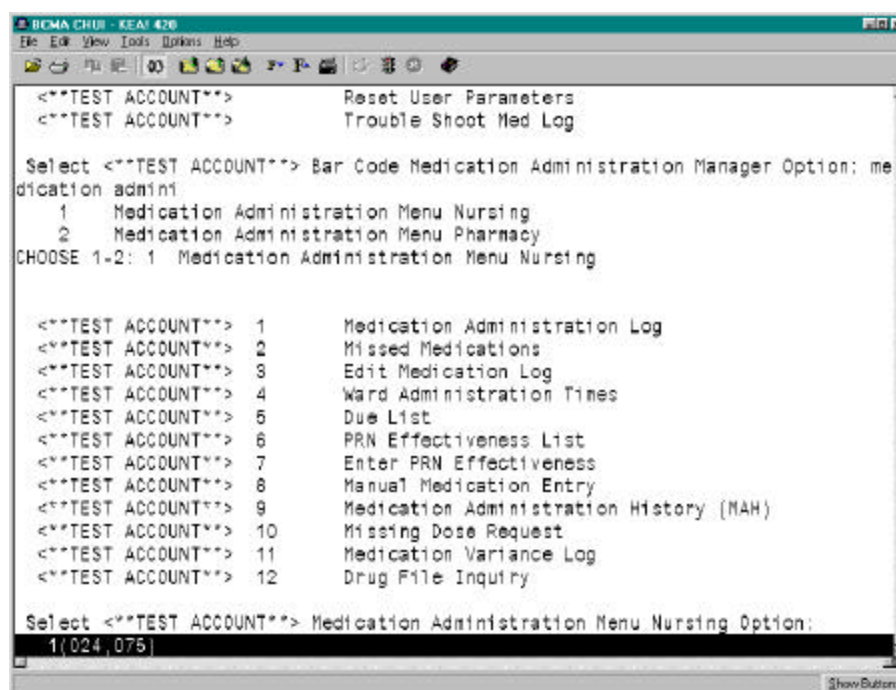 BCMA CHUI - KEA! 420
File Edit View Tools Options Help
<**TEST ACCOUNT**> Reset User Parameters
<**TEST ACCOUNT**> Trouble Shoot Med Log
Select <**TEST ACCOUNT**> Bar Code Medication Administration Manager Option: me
dication admini
1 Medication Administration Menu Nursing
2 Medication Administration Menu Pharmacy
CHOOSE 1-2: 1 Medication Administration Menu Nursing
<**TEST ACCOUNT**> 1 Medication Administration Log
<**TEST ACCOUNT**> 2 Missed Medications
<**TEST ACCOUNT**> 3 Edit Medication Log
<**TEST ACCOUNT**> 4 Ward Administration Times
<**TEST ACCOUNT**> 5 Due List
<**TEST ACCOUNT**> 6 PRN Effectiveness List
<**TEST ACCOUNT**> 7 Enter PRN Effectiveness
<**TEST ACCOUNT**> 8 Manual Medication Entry
<**TEST ACCOUNT**> 9 Medication Administration History (MAH)
<**TEST ACCOUNT**> 10 Missing Dose Request
<**TEST ACCOUNT**> 11 Medication Variance Log
<**TEST ACCOUNT**> 12 Drug File Inquiry
Select <**TEST ACCOUNT**> Medication Administration Menu Nursing Option:
1(024,075)
Show Button